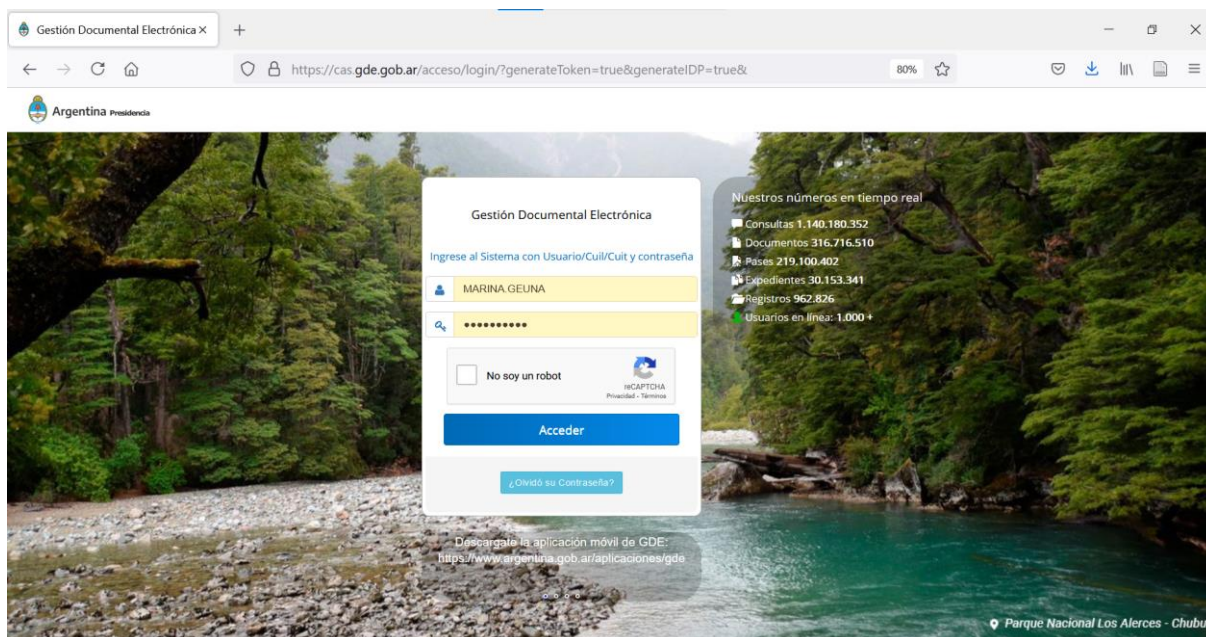 Gestión Documental Electrónica
https://cas.gde.gob.ar/acceso/login/?generateToken=true&generateIDP=true&
80%
Argentina Presidencia
Gestión Documental Electrónica
Ingrese al Sistema con Usuario/Cuil/Cuit y contraseña
MARINA.GEUNA
No soy un robot
reCAPTCHA
Privacidad - Términos
Acceder
¿Olvidó su Contraseña?
Descargate la aplicación móvil de GDE:
https://www.argentina.gob.ar/aplicaciones/gde
Nuestros números en tiempo real
Consultas 1.140.180.352
Documentos 316.716.510
Pases 219.100.402
Expedientes 30.153.341
Registros 962.826
Usuarios en línea: 1.000 +
Parque Nacional Los Alerces - Chubu